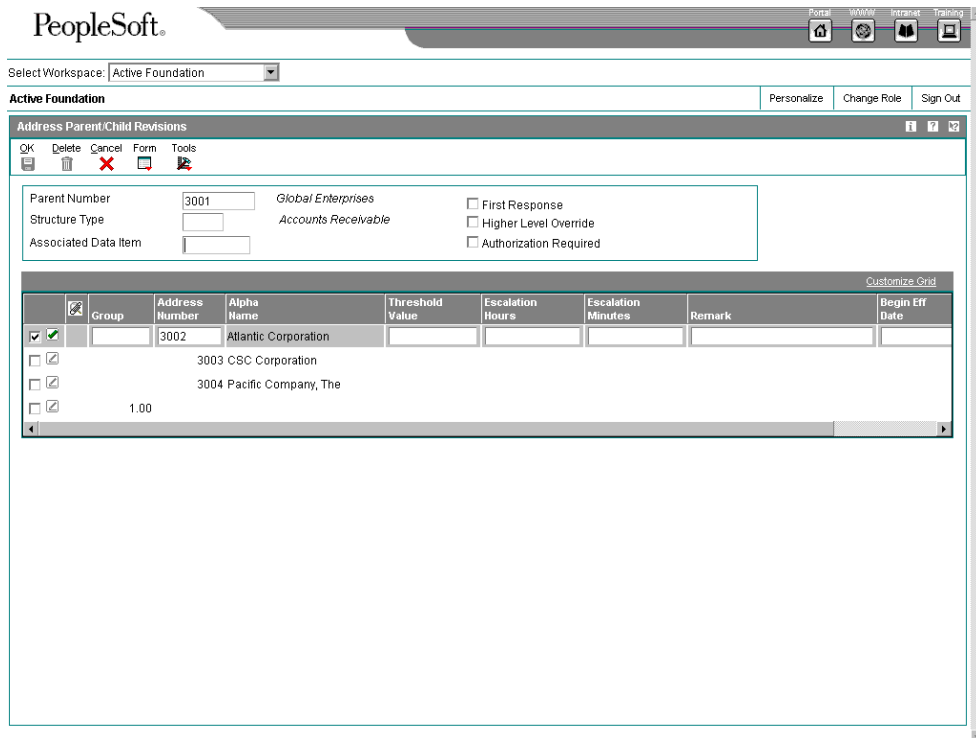 Portal WWW Intranet Training
PeopleSoft®
Select Workspace: Active Foundation
Active Foundation Personalize Change Role Sign Out
Address Parent/Child Revisions
OK Delete Cancel Form Tools
Parent Number 3001 Global Enterprises First Response
Structure Type Accounts Receivable Higher Level Override
Associated Data Item Authorization Required
Customize Grid
Group Address Number Alpha Name Threshold Value Escalation Hours Escalation Minutes Remark Begin Eff Date
3002 Atlantic Corporation
3003 CSC Corporation
3004 Pacific Company, The
1.00